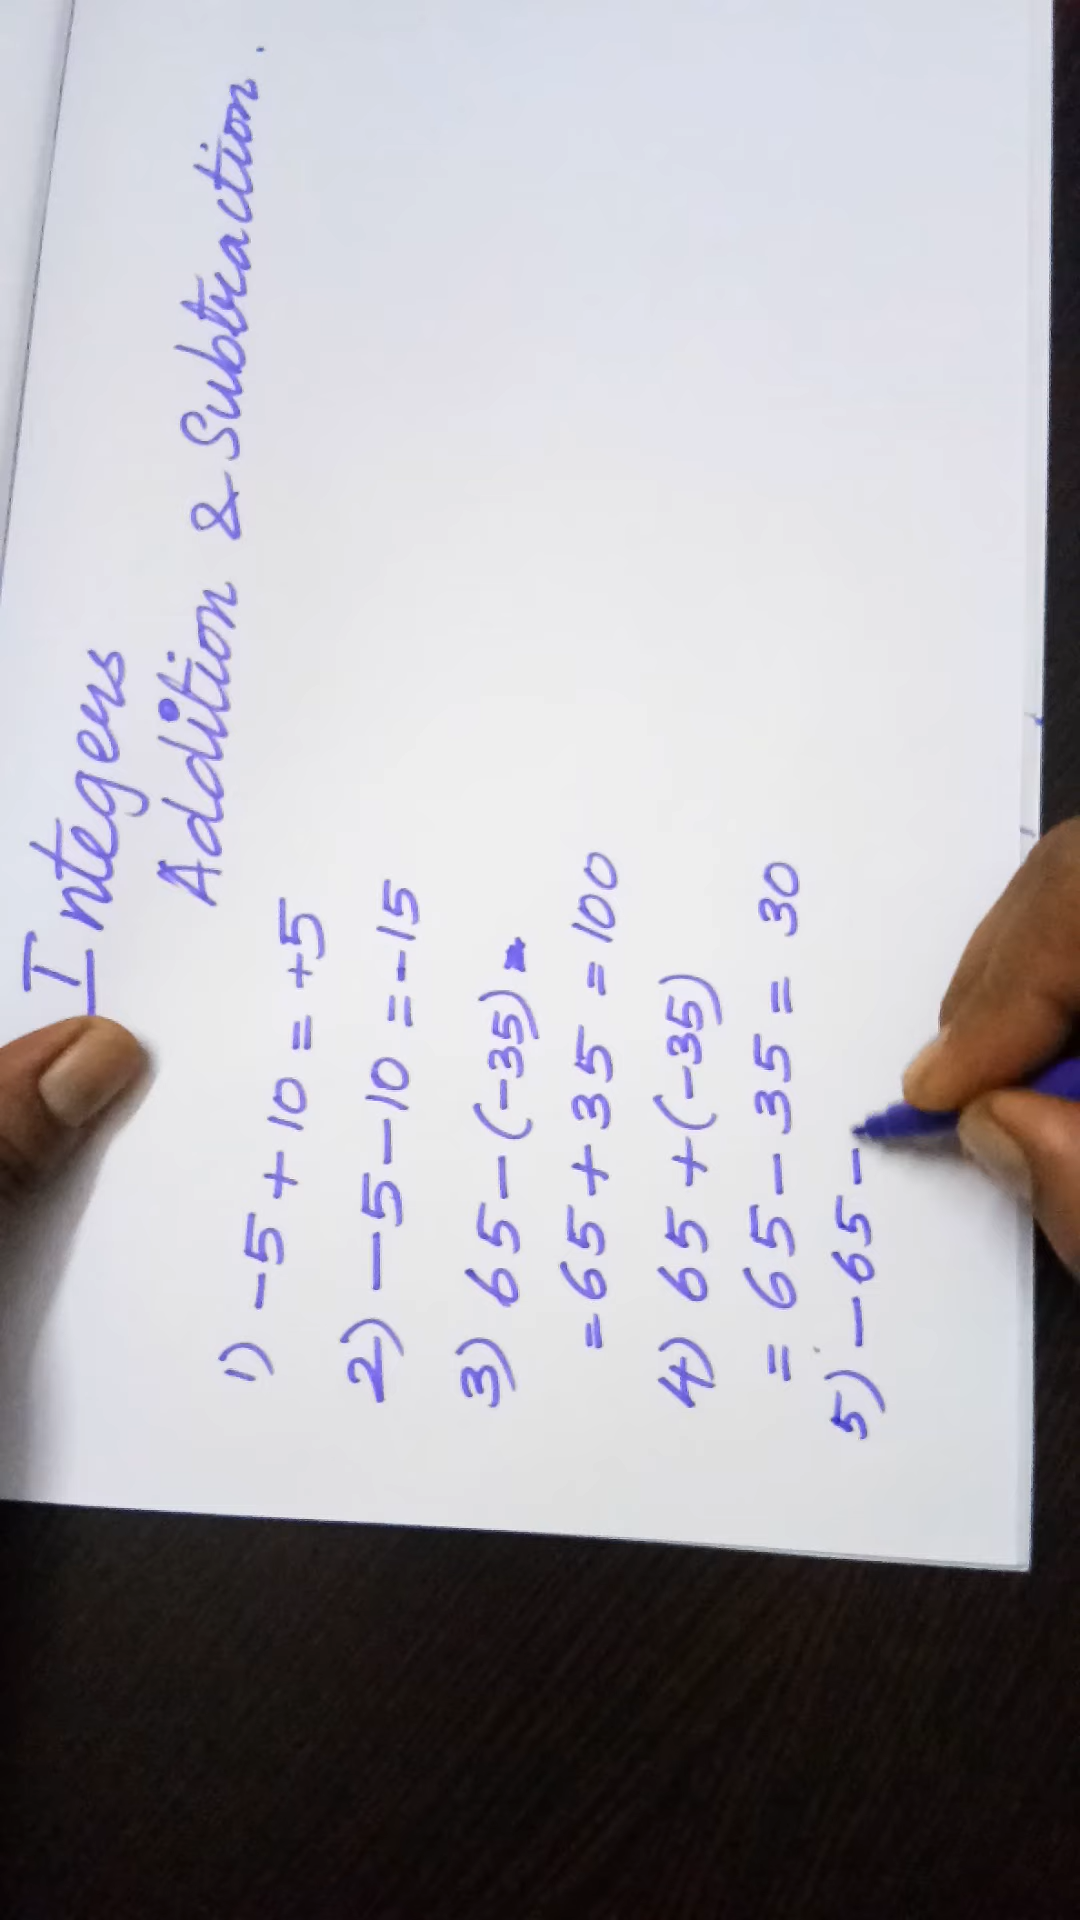 Integers
Addition & Subtraction.
1) -5 + 10 = +5
2) -5 - 10 = -15
3) 65 - (-35)
= 65 + 35 = 100
4) 65 + (-35)
= 65 - 35 = 30
5) -65 -